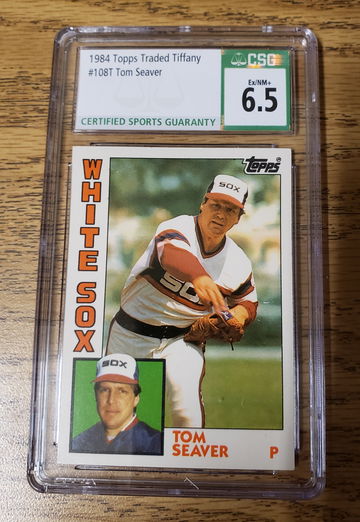 1984 Topps Traded Tiffany
#108T Tom Seaver
CERTIFIED SPORTS GUARANTY
CSG
Ex/NM+
6.5
WHITE SOX
topps
SOX
SOX
SOX
TOM
SEAVER
P